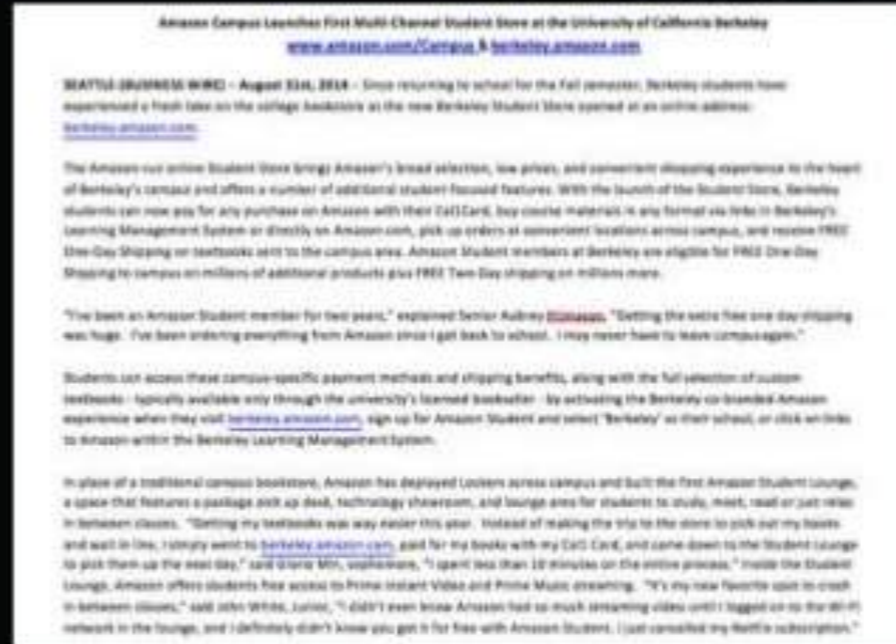 Amazon Campus Launches First Multi-Channel Student Store at the University of California Berkeley
www.amazon.com/Campus & berkeley.amazon.com
SEATTLE (BUSINESS WIRE) – August 31st, 2014 – Since returning to school for the Fall semester, Berkeley students have
experienced a fresh take on the college bookstore as the new Berkeley Student Store opened at an online address:
berkeley.amazon.com.
The Amazon-run online Student Store brings Amazon's broad selection, low prices, and convenient shopping experience to the heart
of Berkeley's campus and offers a number of additional student-focused features. With the launch of the Student Store, Berkeley
students can now pay for any purchase on Amazon with their Cal1Card, buy course materials in any format via links in Berkeley's
Learning Management System or directly on Amazon.com, pick up orders at convenient locations across campus, and receive FREE
One-Day Shipping on textbooks sent to the campus area. Amazon Student members at Berkeley are eligible for FREE One-Day
Shipping to campus on millions of additional products plus FREE Two-Day shipping on millions more.
"I've been an Amazon Student member for two years," explained Senior Aubrey "Getting the extra free one day shipping
was huge. I've been ordering everything from Amazon since I got back to school. I may never have to leave campus again."
Students can access these campus-specific payment methods and shipping benefits, along with the full selection of custom
textbooks - typically available only through the university's licensed bookseller - by activating the Berkeley co-branded Amazon
experience when they visit berkeley.amazon.com, sign up for Amazon Student and select 'Berkeley' as their school, or click on links
to Amazon within the Berkeley Learning Management System.
In place of a traditional campus bookstore, Amazon has deployed Lockers across campus and built the first Amazon Student Lounge,
a space that features a package pick up desk, technology showroom, and lounge area for students to study, meet, read or just relax
in between classes. "Getting my textbooks was way easier this year. Instead of making the trip to the store to pick out my books
and wait in line, I simply went to berkeley.amazon.com, paid for my books with my Cal1 Card, and came down to the Student Lounge
to pick them up the next day," said Min, sophomore, "I spent less than 10 minutes on the entire process." Inside the Student
Lounge, Amazon offers students free access to Prime Instant Video and Prime Music streaming. "It's my new favorite spot to crash
in between classes," said John White, Junior, "I didn't even know Amazon had so much streaming video until I logged on to the Wi-Fi
network in the lounge, and I definitely didn't know you got it for free with Amazon Student. I just cancelled my Netflix subscription."